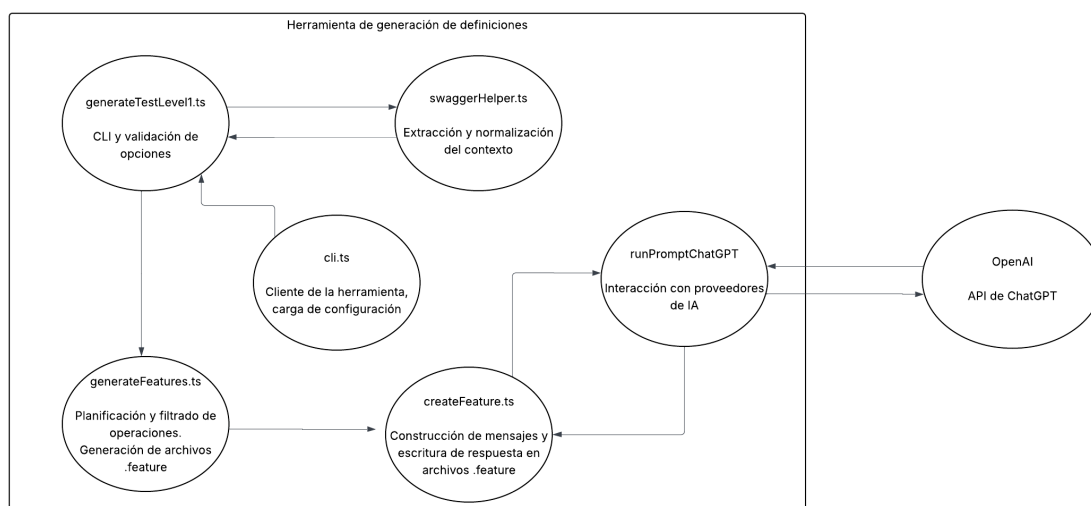 Herramienta de generación de definiciones
generateTestLevel1.ts
CLI y validación de
opciones
swaggerHelper.ts
Extracción y normalización
del contexto
cli.ts
Cliente de la herramienta,
carga de configuración
runPromptChatGPT
Interacción con proveedores
de IA
OpenAI
API de ChatGPT
generateFeatures.ts
Planificación y filtrado de
operaciones.
Generación de archivos
.feature
createFeature.ts
Construcción de mensajes y
escritura de respuesta en
archivos .feature